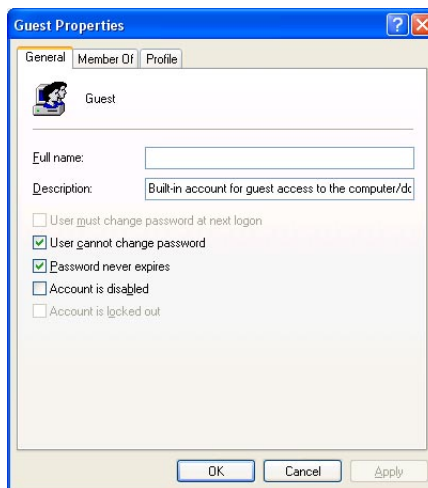 Guest Properties
General Member Of Profile
Guest
Full name:
Description: Built-in account for guest access to the computer/dc
User must change password at next logon
User cannot change password
Password never expires
Account is disabled
Account is locked out
OK Cancel Apply